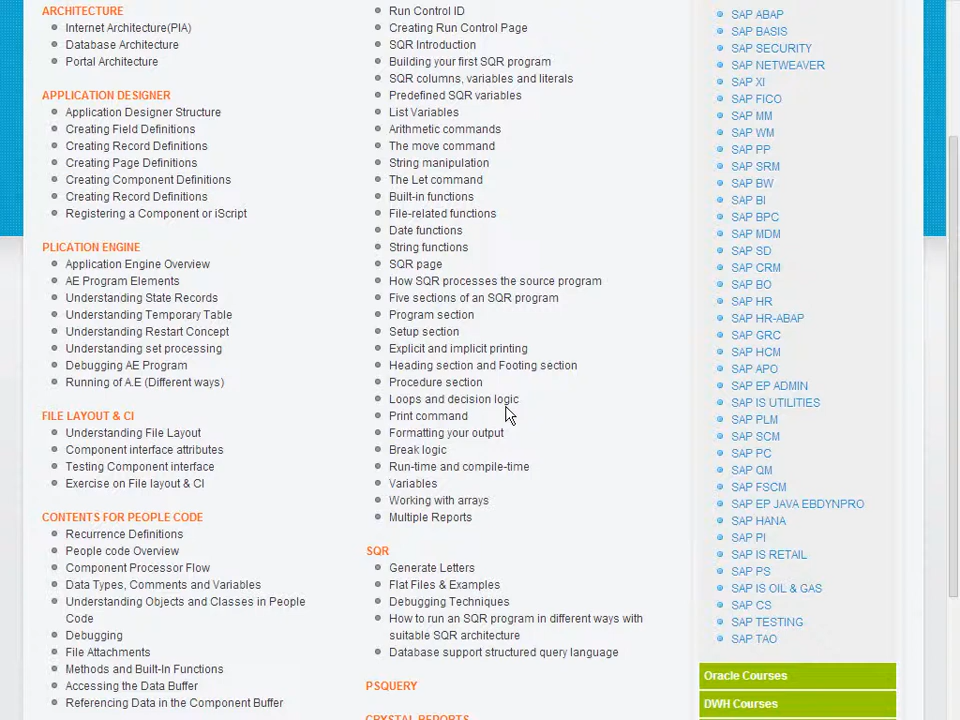 ARCHITECTURE
Internet Architecture(PIA)
Database Architecture
Portal Architecture
APPLICATION DESIGNER
Application Designer Structure
Creating Field Definitions
Creating Record Definitions
Creating Page Definitions
Creating Component Definitions
Creating Record Definitions
Registering a Component or iScript
PLICATION ENGINE
Application Engine Overview
AE Program Elements
Understanding State Records
Understanding Temporary Table
Understanding Restart Concept
Understanding set processing
Debugging AE Program
Running of A.E (Different ways)
FILE LAYOUT & CI
Understanding File Layout
Component interface attributes
Testing Component interface
Exercise on File layout & CI
CONTENTS FOR PEOPLE CODE
Recurrence Definitions
People code Overview
Component Processor Flow
Data Types, Comments and Variables
Understanding Objects and Classes in People
Code
Debugging
File Attachments
Methods and Built-In Functions
Accessing the Data Buffer
Referencing Data in the Component Buffer
Run Control ID
Creating Run Control Page
SQR Introduction
Building your first SQR program
SQR columns, variables and literals
Predefined SQR variables
List Variables
Arithmetic commands
The move command
String manipulation
The Let command
Built-in functions
File-related functions
Date functions
String functions
SQR page
How SQR processes the source program
Five sections of an SQR program
Program section
Setup section
Explicit and implicit printing
Heading section and Footing section
Procedure section
Loops and decision logic
Print command
Formatting your output
Break logic
Run-time and compile-time
Variables
Working with arrays
Multiple Reports
SQR
Generate Letters
Flat Files & Examples
Debugging Techniques
How to run an SQR program in different ways with
suitable SQR architecture
Database support structured query language
PSQUERY
CRYSTAL REPORTS
SAP ABAP
SAP BASIS
SAP SECURITY
SAP NETWEAVER
SAP XI
SAP FICO
SAP MM
SAP WM
SAP PP
SAP SRM
SAP BW
SAP BI
SAP BPC
SAP MDM
SAP SD
SAP CRM
SAP BO
SAP HR
SAP HR-ABAP
SAP GRC
SAP HCM
SAP APO
SAP EP ADMIN
SAP IS UTILITIES
SAP PLM
SAP SCM
SAP PC
SAP QM
SAP FSCM
SAP EP JAVA EBDYNPRO
SAP HANA
SAP PI
SAP IS RETAIL
SAP PS
SAP IS OIL & GAS
SAP CS
SAP TESTING
SAP TAO
Oracle Courses
DWH Courses